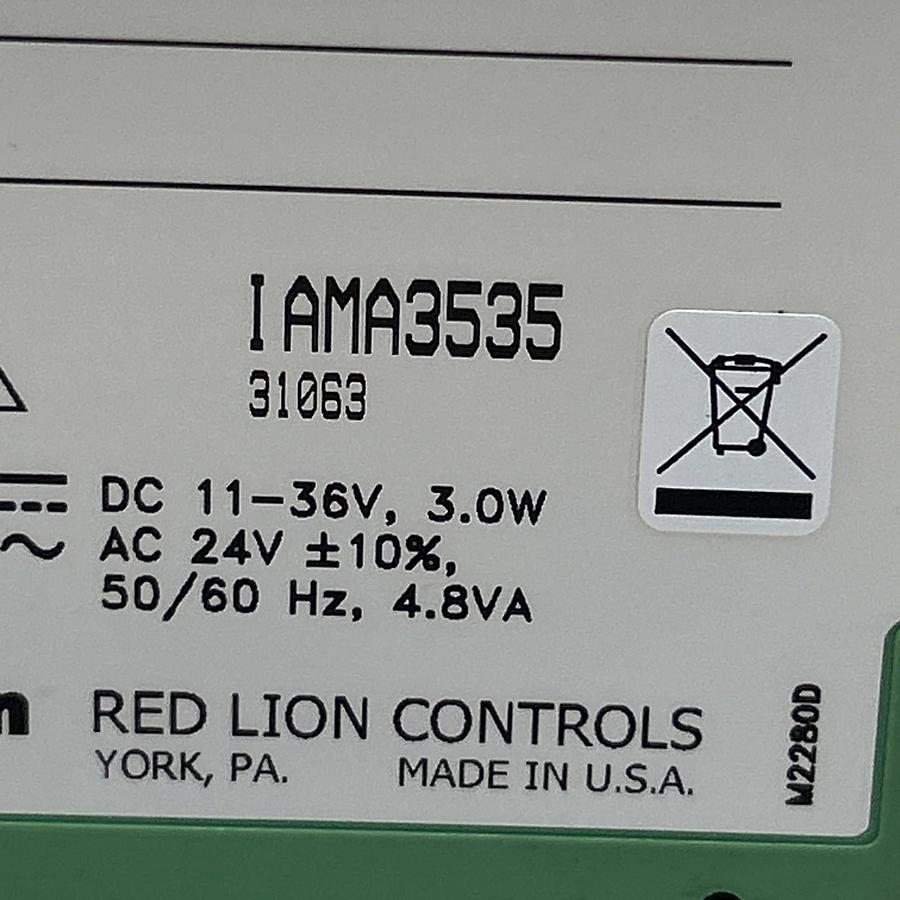 IAMA3535
31063
DC 11-36V, 3.0W
AC 24V ±10%,
50/60 Hz, 4.8VA
RED LION CONTROLS
YORK, PA. MADE IN U.S.A.
M2280D